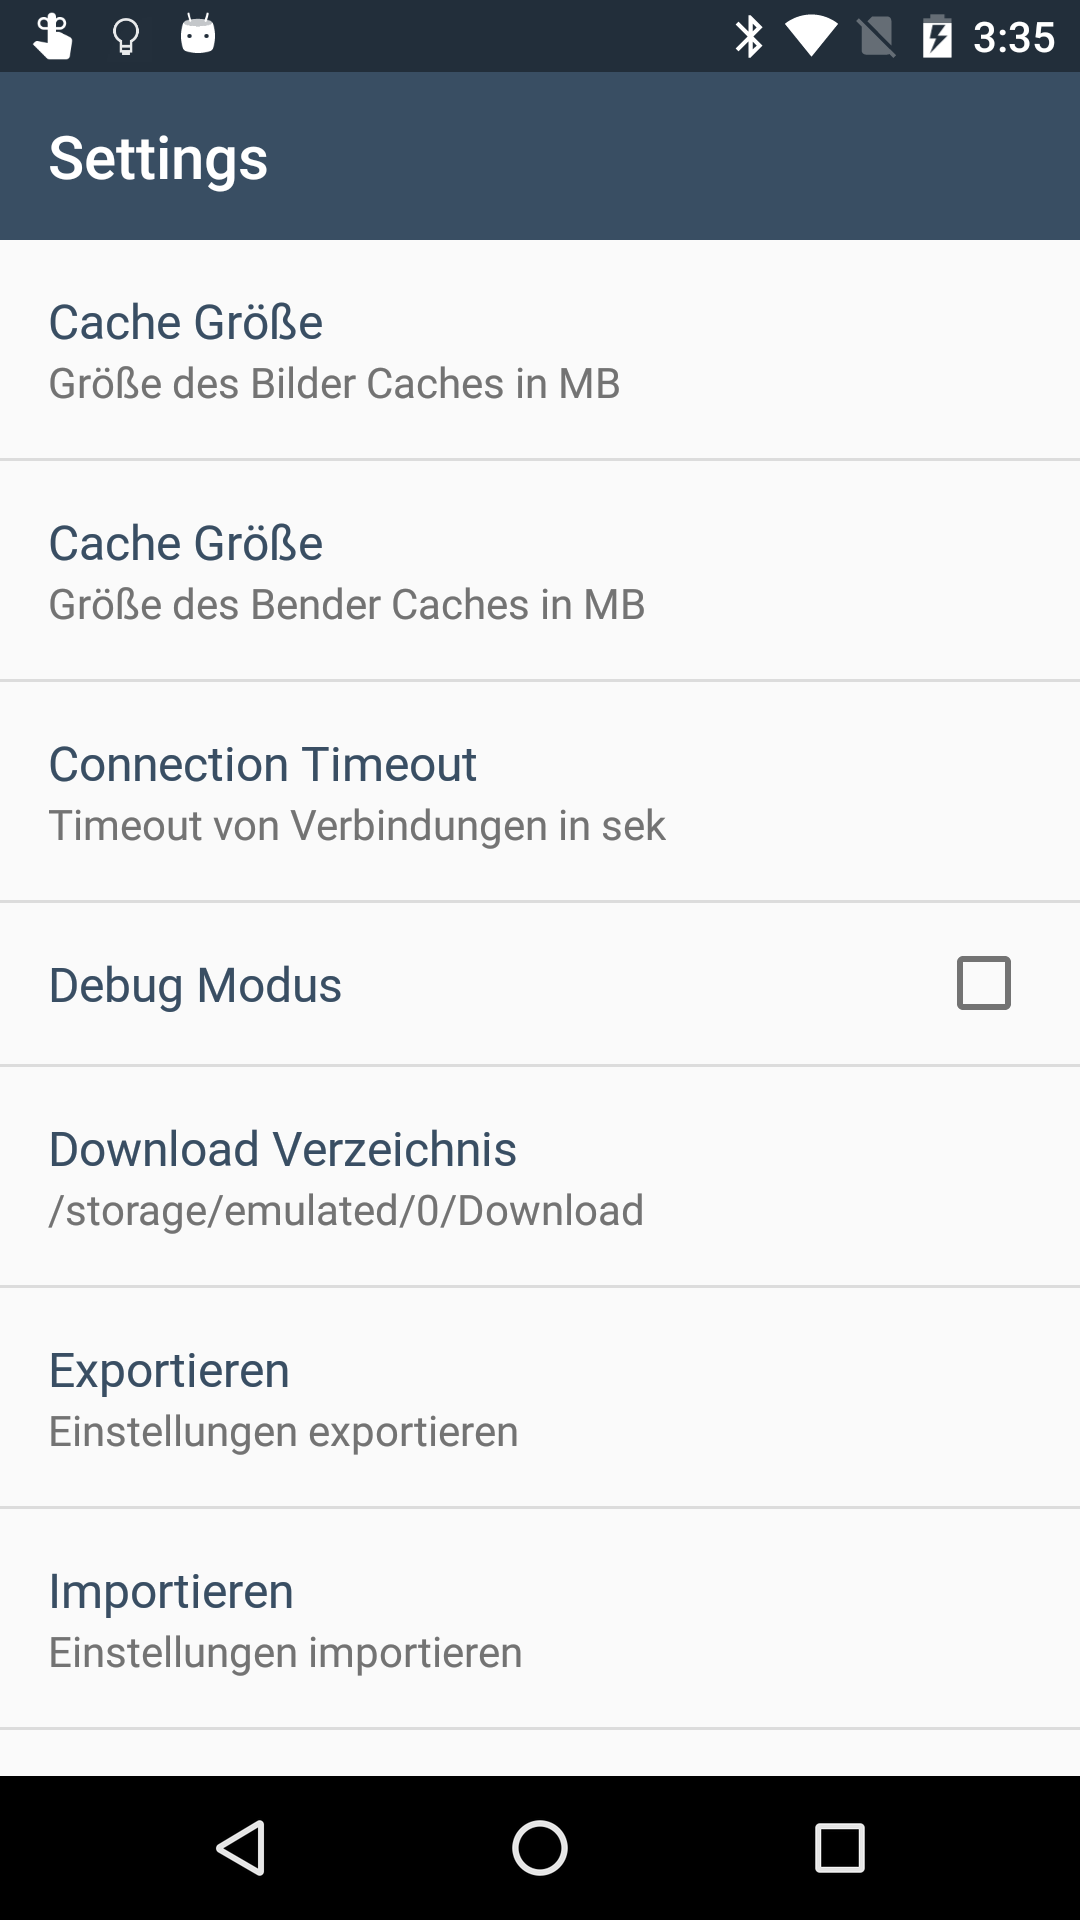 3:35
Settings
Cache Größe
Größe des Bilder Caches in MB
Cache Größe
Größe des Bender Caches in MB
Connection Timeout
Timeout von Verbindungen in sek
Debug Modus
Download Verzeichnis
/storage/emulated/0/Download
Exportieren
Einstellungen exportieren
Importieren
Einstellungen importieren